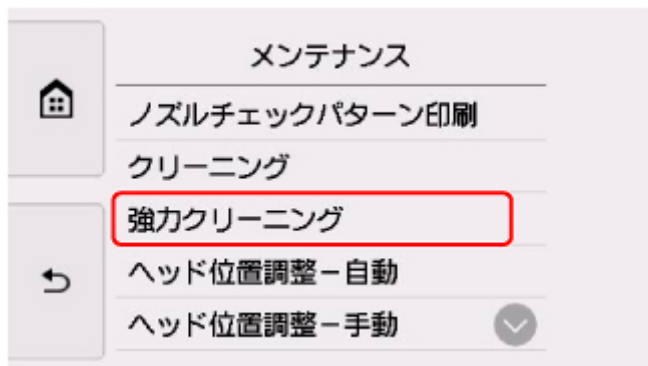 メンテナンス
ノズルチェックパターン印刷
クリーニング
強力クリーニング
ヘッド位置調整－自動
ヘッド位置調整－手動